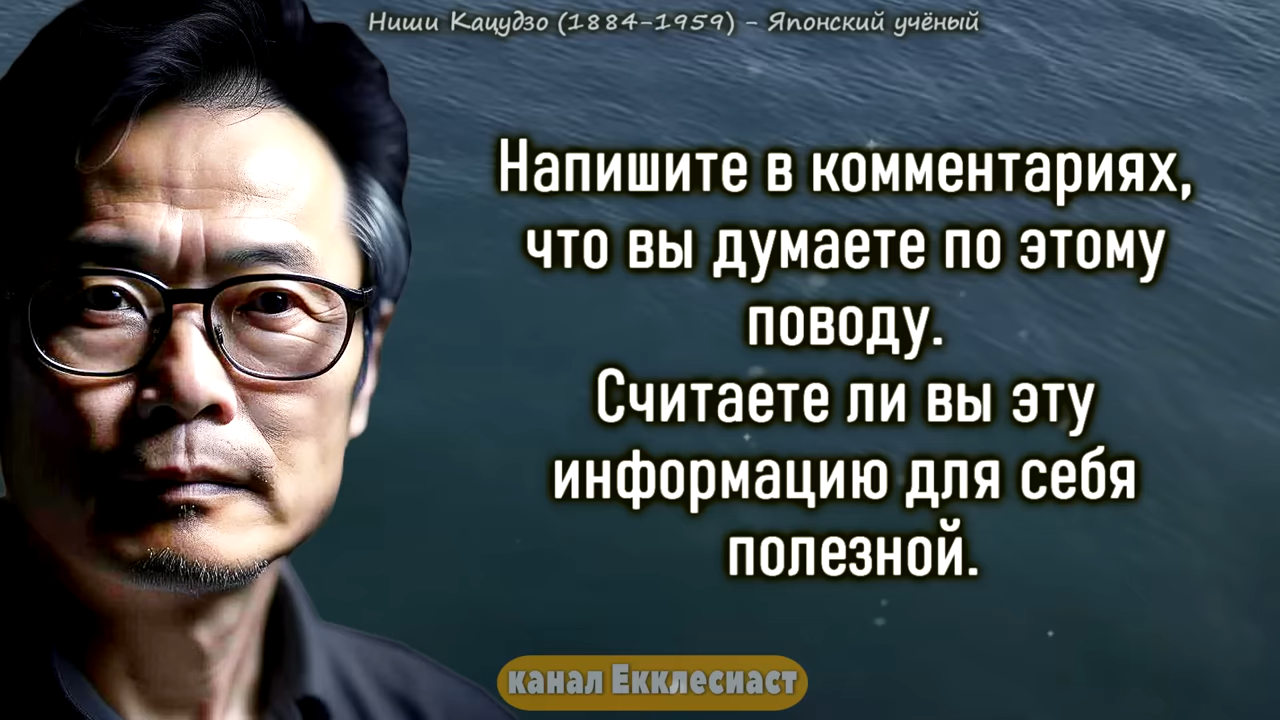 Ниши Кацудзо (1884-1959) - Японский учёный
Напишите в комментариях,
что вы думаете по этому
поводу.
Считаете ли вы эту
информацию для себя
полезной.
канал Екклесиаст